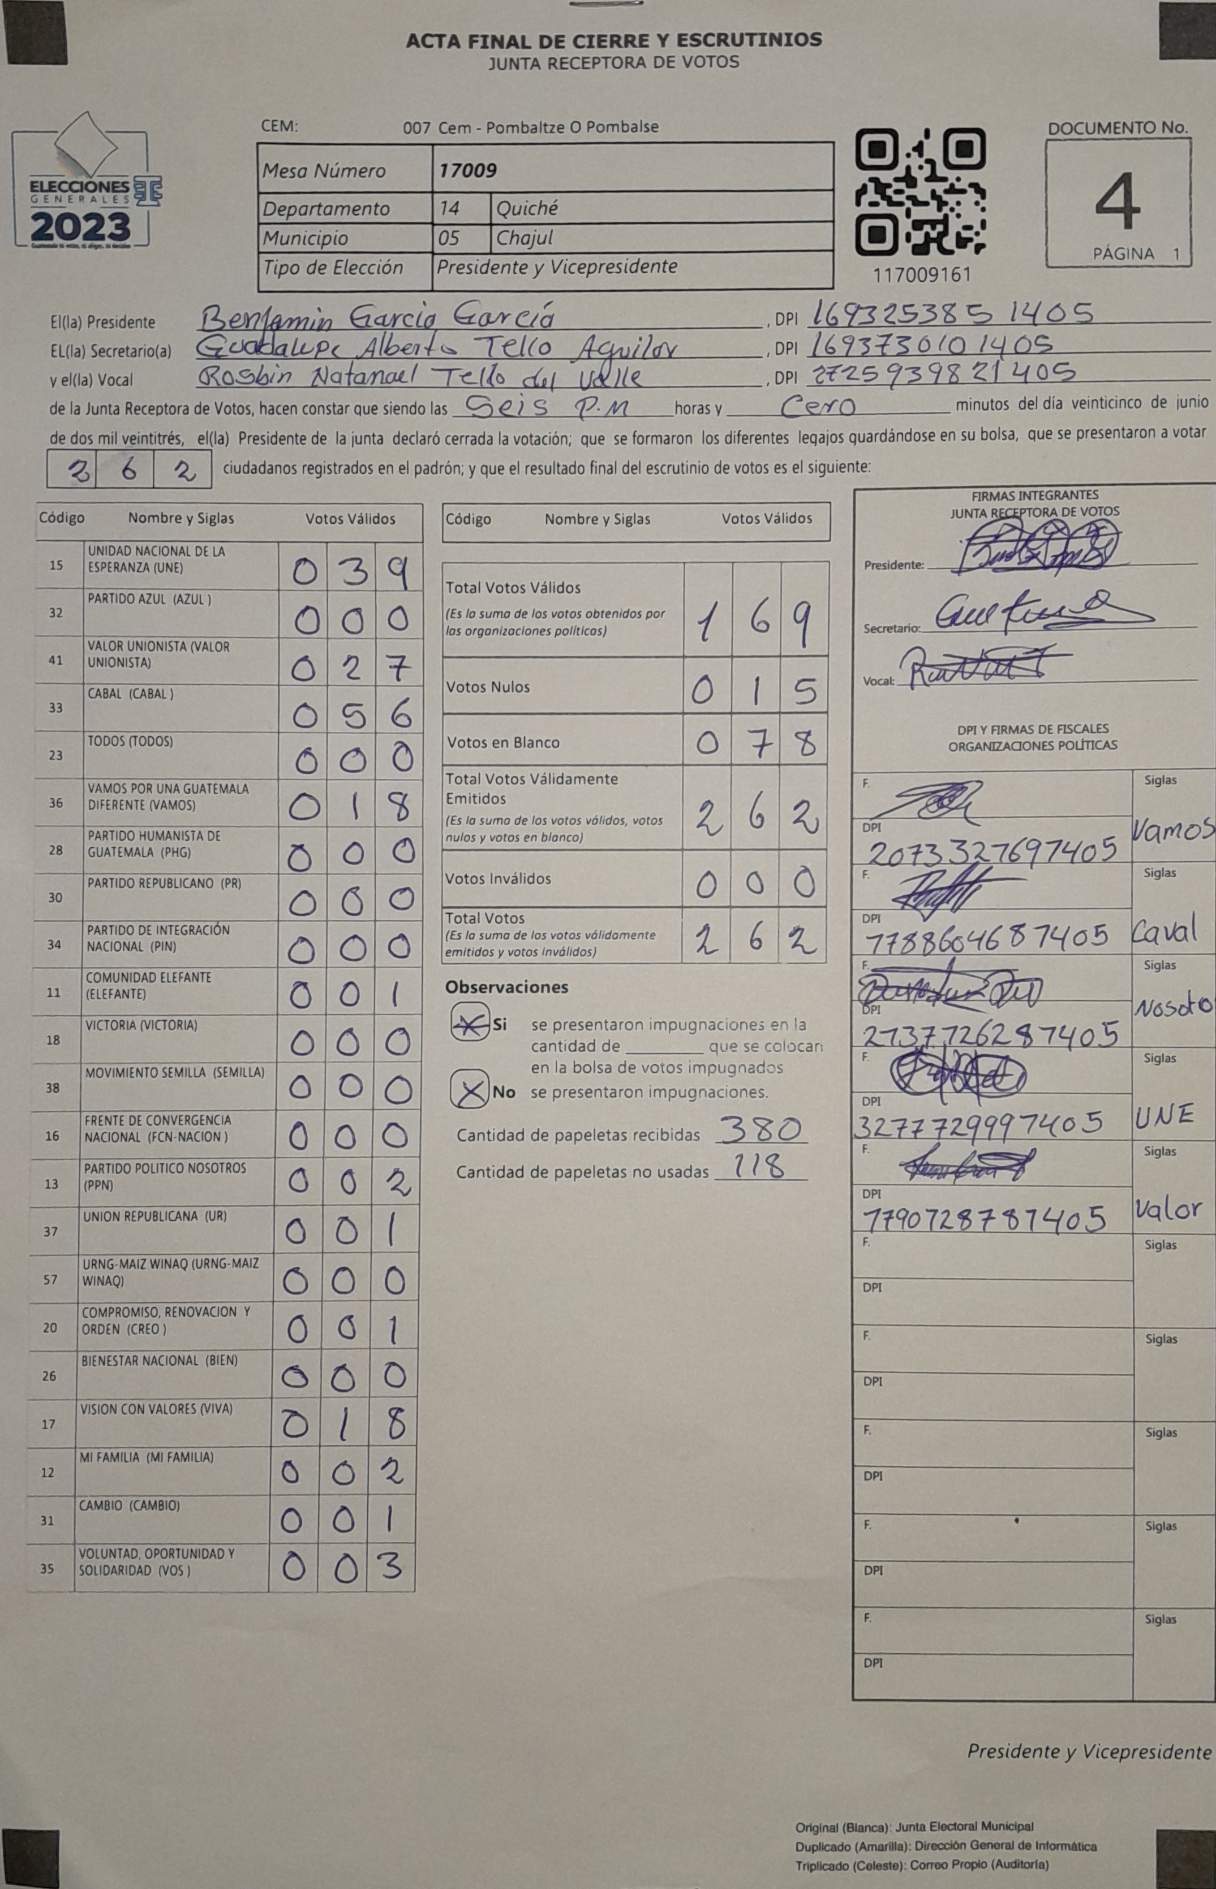 ACTA FINAL DE CIERRE Y ESCRUTINIOS
JUNTA RECEPTORA DE VOTOS
ELECCIONES
GENERALES
2023
CEM: 007 Cem - Pombaltze O Pombalse
Mesa Número 17009
Departamento 14 Quiché
Municipio 05 Chajul
Tipo de Elección Presidente y Vicepresidente
117009161
DOCUMENTO No.
4
PÁGINA 1
El(la) Presidente Benjamin Garcia Garcia, DPI 169325385 1405
EL(la) Secretario(a) Guadalupe Alberto Tello Aguilar, DPI 169373010 1405
y el(la) Vocal Rosbin Natanael Tello del Valle, DPI 2725939821405
de la Junta Receptora de Votos, hacen constar que siendo las Seis P.M horas y Cero minutos del día veinticinco de junio
de dos mil veintitrés, el(la) Presidente de la junta declaró cerrada la votación; que se formaron los diferentes legajos guardándose en su bolsa, que se presentaron a votar
262 ciudadanos registrados en el padrón; y que el resultado final del escrutinio de votos es el siguiente:
Código Nombre y Siglas Votos Válidos
15 UNIDAD NACIONAL DE LA
ESPERANZA (UNE) 0 3 9
32 PARTIDO AZUL (AZUL ) 0 0 0
41 VALOR UNIONISTA (VALOR
UNIONISTA) 0 2 7
33 CABAL (CABAL ) 0 5 6
23 TODOS (TODOS) 0 0 0
36 VAMOS POR UNA GUATEMALA
DIFERENTE (VAMOS) 0 1 8
28 PARTIDO HUMANISTA DE
GUATEMALA (PHG) 0 0 0
30 PARTIDO REPUBLICANO (PR) 0 0 0
34 PARTIDO DE INTEGRACIÓN
NACIONAL (PIN) 0 0 0
11 COMUNIDAD ELEFANTE
(ELEFANTE) 0 0 1
18 VICTORIA (VICTORIA) 0 0 0
38 MOVIMIENTO SEMILLA (SEMILLA) 0 0 0
16 FRENTE DE CONVERGENCIA
NACIONAL (FCN-NACION ) 0 0 0
13 PARTIDO POLITICO NOSOTROS
(PPN) 0 0 2
37 UNION REPUBLICANA (UR) 0 0 1
57 URNG-MAIZ WINAQ (URNG-MAIZ
WINAQ) 0 0 0
20 COMPROMISO, RENOVACION Y
ORDEN (CREO ) 0 0 1
26 BIENESTAR NACIONAL (BIEN) 0 0 0
17 VISION CON VALORES (VIVA) 0 1 8
12 MI FAMILIA (MI FAMILIA) 0 0 2
31 CAMBIO (CAMBIO) 0 0 1
35 VOLUNTAD, OPORTUNIDAD Y
SOLIDARIDAD (VOS ) 0 0 3
Código Nombre y Siglas Votos Válidos
Total Votos Válidos
(Es la suma de los votos obtenidos por
las organizaciones políticas) 1 6 9
Votos Nulos 0 1 5
Votos en Blanco 0 7 8
Total Votos Válidamente
Emitidos
(Es la suma de los votos válidos, votos
nulos y votos en blanco) 2 6 2
Votos Inválidos 0 0 0
Total Votos
(Es la suma de los votos válidamente
emitidos y votos inválidos) 2 6 2
Observaciones
X Si se presentaron impugnaciones en la
cantidad de ________ que se colocan
en la bolsa de votos impugnados
X No se presentaron impugnaciones.
Cantidad de papeletas recibidas 380
Cantidad de papeletas no usadas 118
FIRMAS INTEGRANTES
JUNTA RECEPTORA DE VOTOS
Presidente:
Secretario:
Vocal:
DPI Y FIRMAS DE FISCALES
ORGANIZACIONES POLÍTICAS
F. Siglas
DPI Vamos
2073327697405
F. Siglas
DPI Caval
7788604687405
F. Siglas
DPI Nosotro
2737726287405
F. Siglas
DPI UNE
3277729997405
F. Siglas
DPI Valor
7790728787405
F. Siglas
DPI
F. Siglas
DPI
F. Siglas
DPI
F. Siglas
DPI
F. Siglas
DPI
Presidente y Vicepresidente
Original (Blanca): Junta Electoral Municipal
Duplicado (Amarilla): Dirección General de Informática
Triplicado (Celeste): Correo Propio (Auditoría)